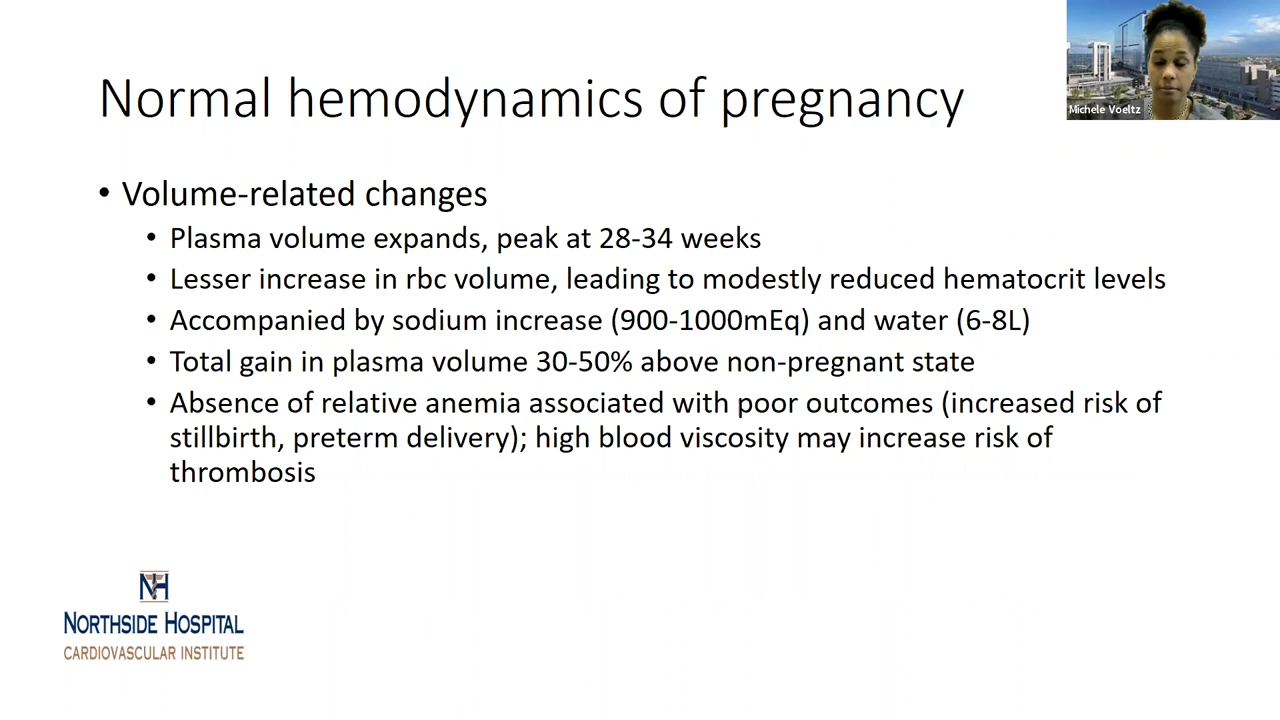 Normal hemodynamics of pregnancy
Michele Voeltz
• Volume-related changes
• Plasma volume expands, peak at 28-34 weeks
• Lesser increase in rbc volume, leading to modestly reduced hematocrit levels
• Accompanied by sodium increase (900-1000mEq) and water (6-8L)
• Total gain in plasma volume 30-50% above non-pregnant state
• Absence of relative anemia associated with poor outcomes (increased risk of
stillbirth, preterm delivery); high blood viscosity may increase risk of
thrombosis
NH
NORTHSIDE HOSPITAL
CARDIOVASCULAR INSTITUTE